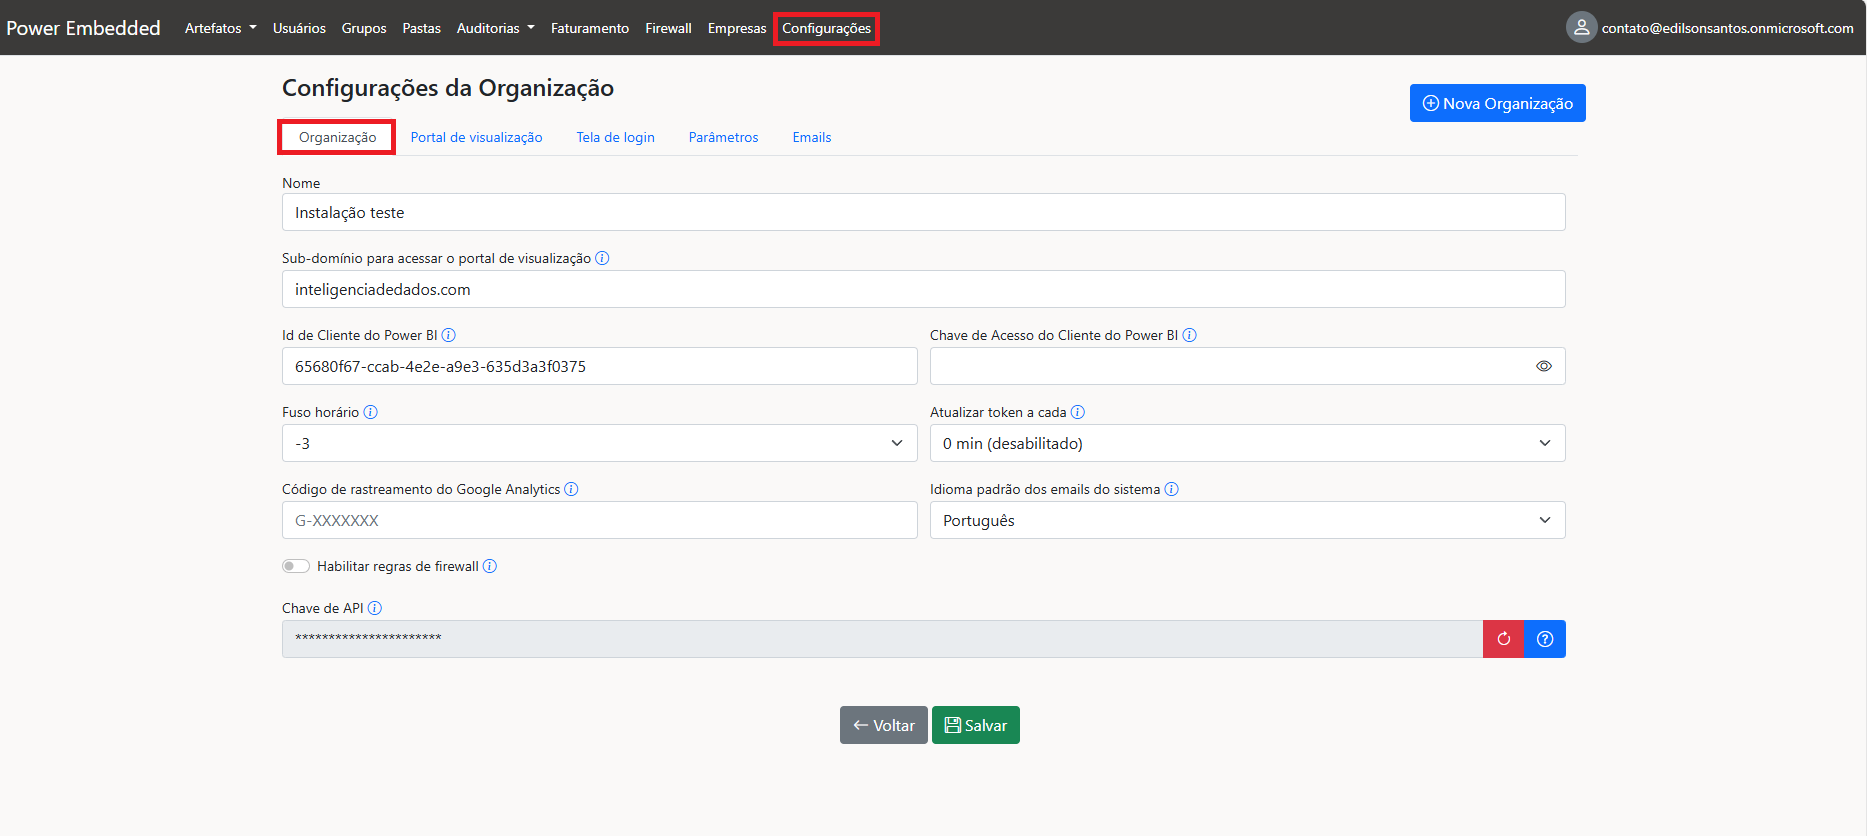 Power Embedded Artefatos Usuários Grupos Pastas Auditorias Faturamento Firewall Empresas Configurações contato@edilsonsantos.onmicrosoft.com
Configurações da Organização
Nova Organização
Organização Portal de visualização Tela de login Parâmetros Emails
Nome
Instalação teste
Sub-domínio para acessar o portal de visualização
inteligenciadedados.com
Id de Cliente do Power BI Chave de Acesso do Cliente do Power BI
65680f67-ccab-4e2e-a9e3-635d3a3f0375
Fuso horário Atualizar token a cada
-3 0 min (desabilitado)
Código de rastreamento do Google Analytics Idioma padrão dos emails do sistema
G-XXXXXXX Português
Habilitar regras de firewall
Chave de API
**********************
Voltar Salvar